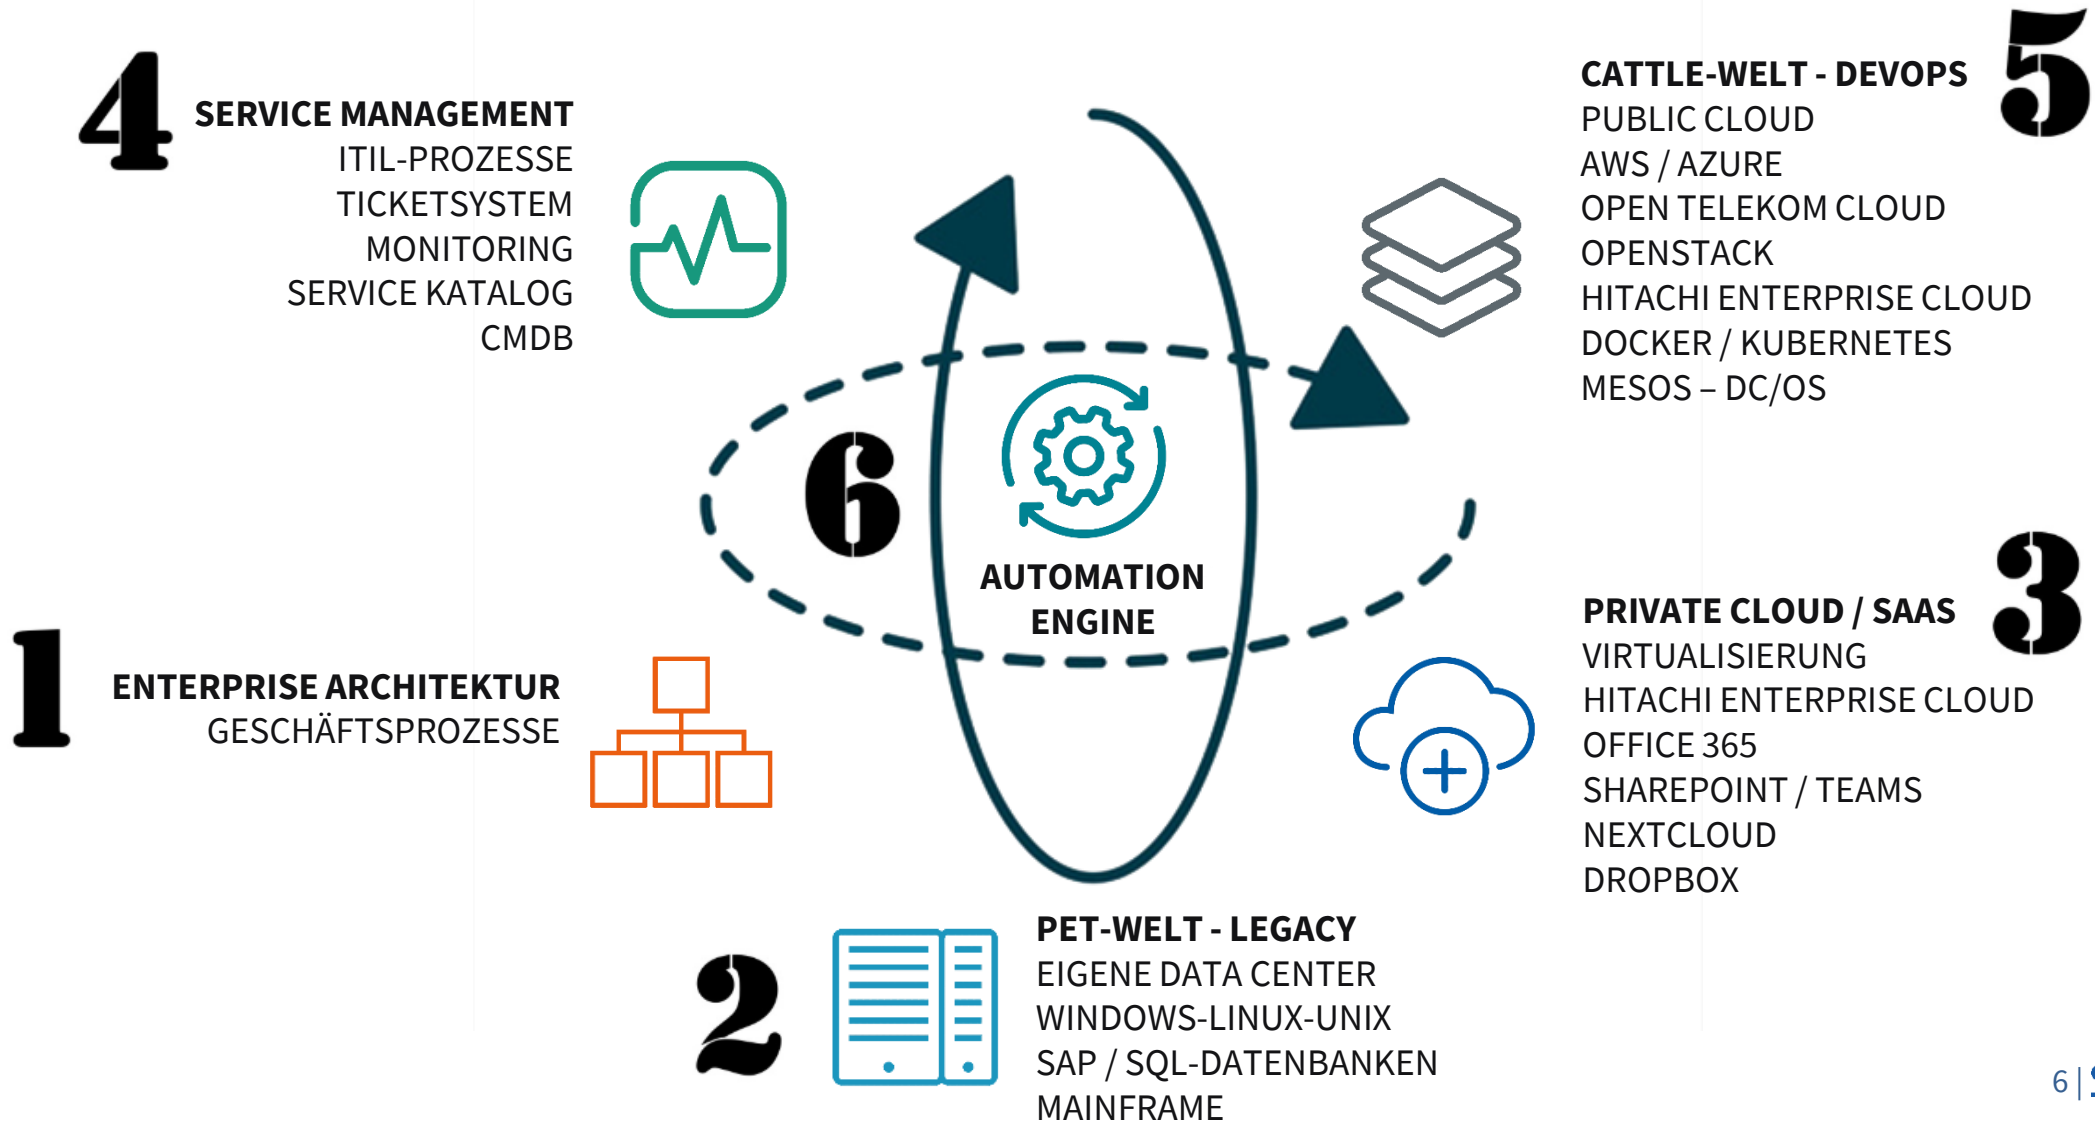 4
SERVICE MANAGEMENT
ITIL-PROZESSE
TICKETSYSTEM
MONITORING
SERVICE KATALOG
CMDB
5
CATTLE-WELT - DEVOPS
PUBLIC CLOUD
AWS / AZURE
OPEN TELEKOM CLOUD
OPENSTACK
HITACHI ENTERPRISE CLOUD
DOCKER / KUBERNETES
MESOS – DC/OS
6
AUTOMATION
ENGINE
1
ENTERPRISE ARCHITEKTUR
GESCHÄFTSPROZESSE
3
PRIVATE CLOUD / SAAS
VIRTUALISIERUNG
HITACHI ENTERPRISE CLOUD
OFFICE 365
SHAREPOINT / TEAMS
NEXTCLOUD
DROPBOX
2
PET-WELT - LEGACY
EIGENE DATA CENTER
WINDOWS-LINUX-UNIX
SAP / SQL-DATENBANKEN
MAINFRAME
6 |